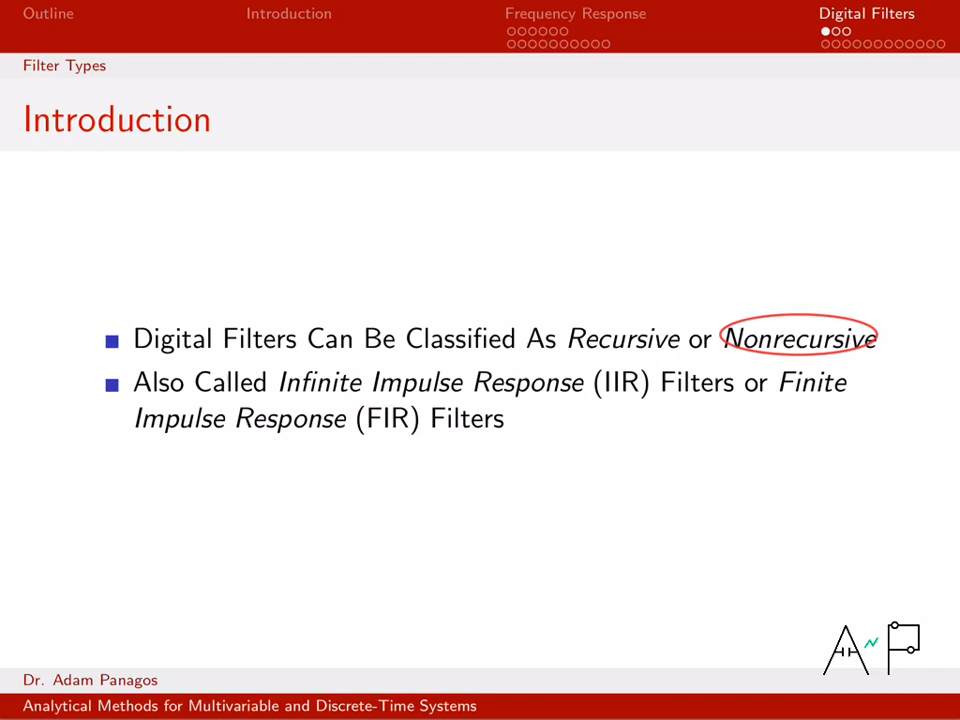 Outline Introduction Frequency Response Digital Filters
Filter Types
Introduction
Digital Filters Can Be Classified As Recursive or Nonrecursive
Also Called Infinite Impulse Response (IIR) Filters or Finite
Impulse Response (FIR) Filters
A P
Dr. Adam Panagos
Analytical Methods for Multivariable and Discrete-Time Systems